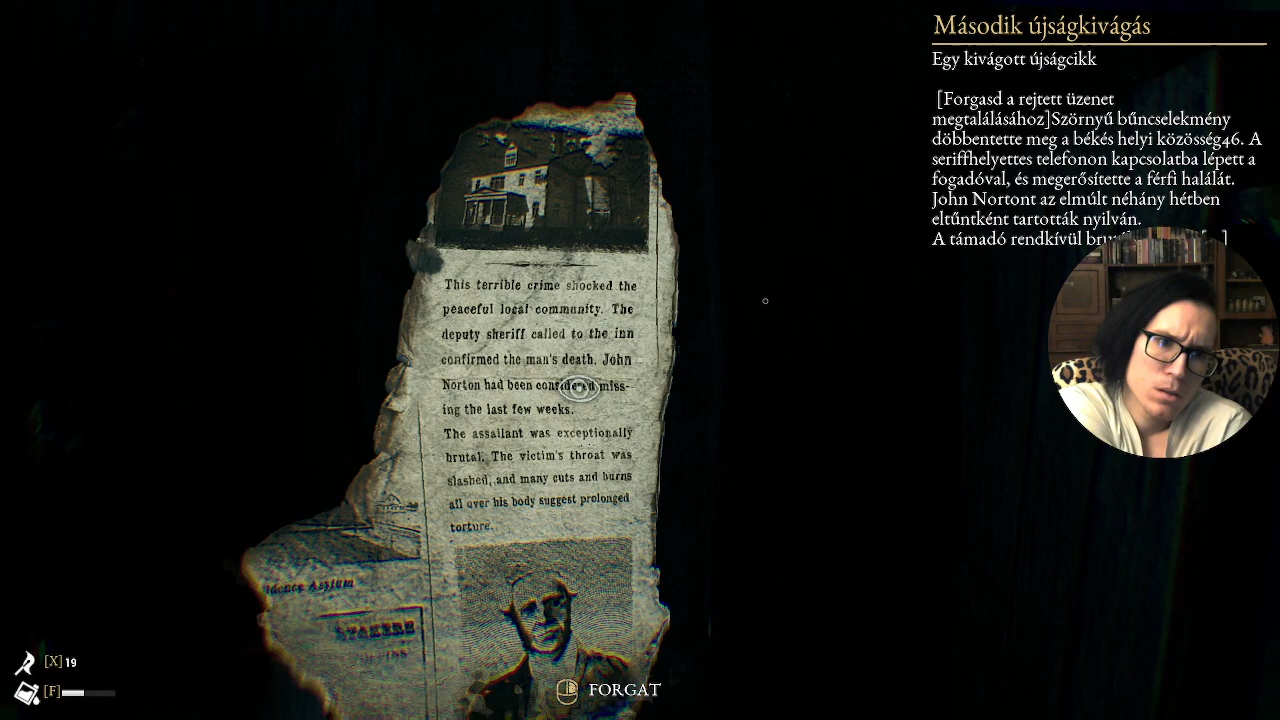 Második újságkivágás
Egy kivágott újságcikk
[Forgasd a rejtett üzenet
megtalálásához]Szörnyű bűncselekmény
döbbentette meg a békés helyi közösség46. A
seriffhelyettes telefonon kapcsolatba lépett a
fogadóval, és megerősítette a férfi halálát.
John Nortont az elmúlt néhány hétben
eltűntként tartották nyilván.
A támadó rendkívül
This terrible crime shocked the
peaceful local community. The
deputy sheriff called to the inn
confirmed the man's death. John
Norton had been considered miss-
ing the last few weeks.
The assailant was exceptionally
brutal. The victim's throat was
slashed, and many cuts and burns
all over his body suggest prolonged
torture.
Asylum
[X] 19
[F]
FORGAT